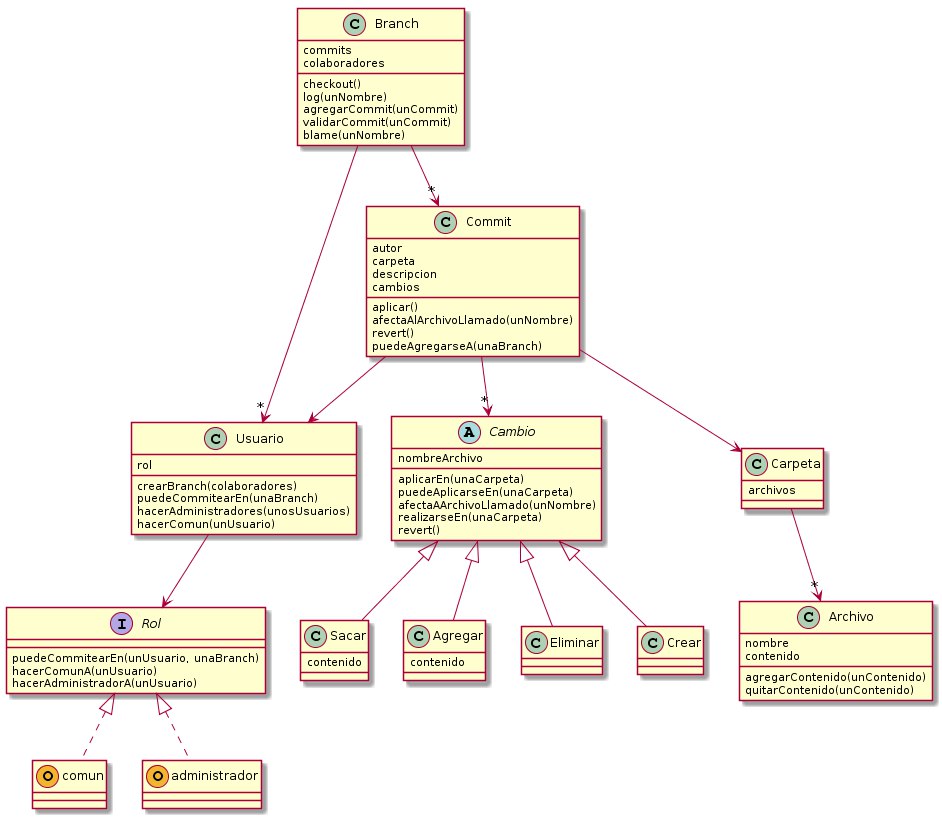 C Branch
commits
colaboradores
checkout()
log(unNombre)
agregarCommit(unCommit)
validarCommit(unCommit)
blame(unNombre)
*
C Commit
autor
carpeta
descripcion
cambios
aplicar()
afectaAlArchivoLlamado(unNombre)
revert()
puedeAgregarseA(unaBranch)
*
*
C Usuario
rol
crearBranch(colaboradores)
puedeCommitearEn(unaBranch)
hacerAdministradores(unosUsuarios)
hacerComun(unUsuario)
A Cambio
nombreArchivo
aplicarEn(unaCarpeta)
puedeAplicarseEn(unaCarpeta)
afectaAArchivoLlamado(unNombre)
realizarseEn(unaCarpeta)
revert()
C Carpeta
archivos
*
I Rol
puedeCommitearEn(unUsuario, unaBranch)
hacerComunA(unUsuario)
hacerAdministradorA(unUsuario)
C Sacar
contenido
C Agregar
contenido
C Eliminar
C Crear
C Archivo
nombre
contenido
agregarContenido(unContenido)
quitarContenido(unContenido)
O comun
O administrador